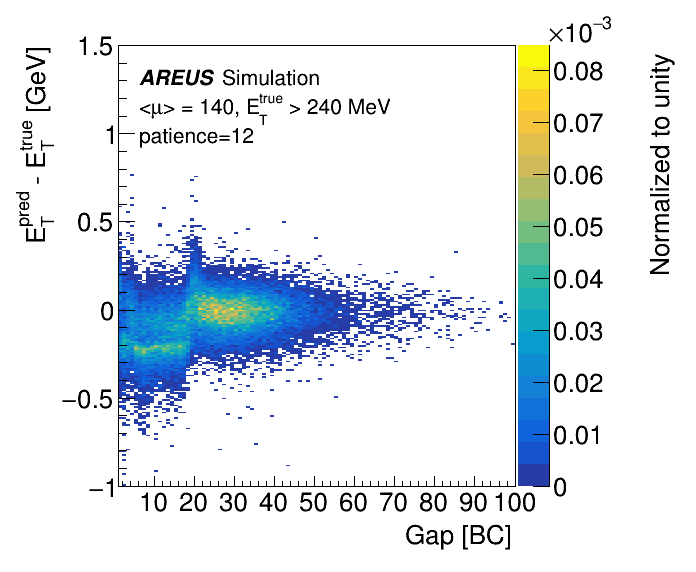 ×10⁻³
AREUS Simulation
<μ> = 140, E_T^true > 240 MeV
patience=12
E_T^pred - E_T^true [GeV]
1.5
1
0.5
0
−0.5
−1
10 20 30 40 50 60 70 80 90 100
Gap [BC]
0.08
0.07
0.06
0.05
0.04
0.03
0.02
0.01
0
Normalized to unity